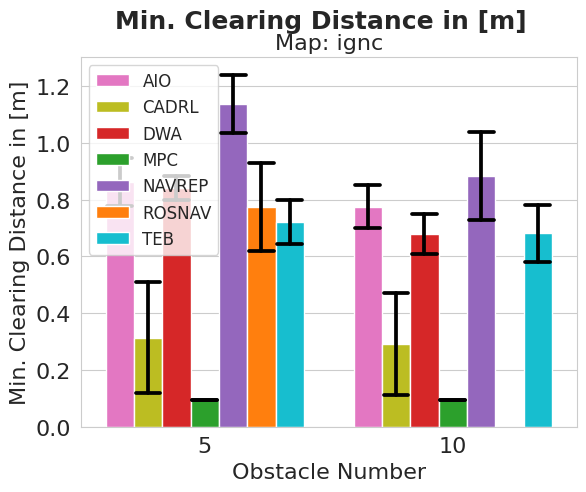 Min. Clearing Distance in [m]
Map: ignc
Min. Clearing Distance in [m]
1.2
1.0
0.8
0.6
0.4
0.2
0.0
AIO
CADRL
DWA
MPC
NAVREP
ROSNAV
TEB
5
10
Obstacle Number